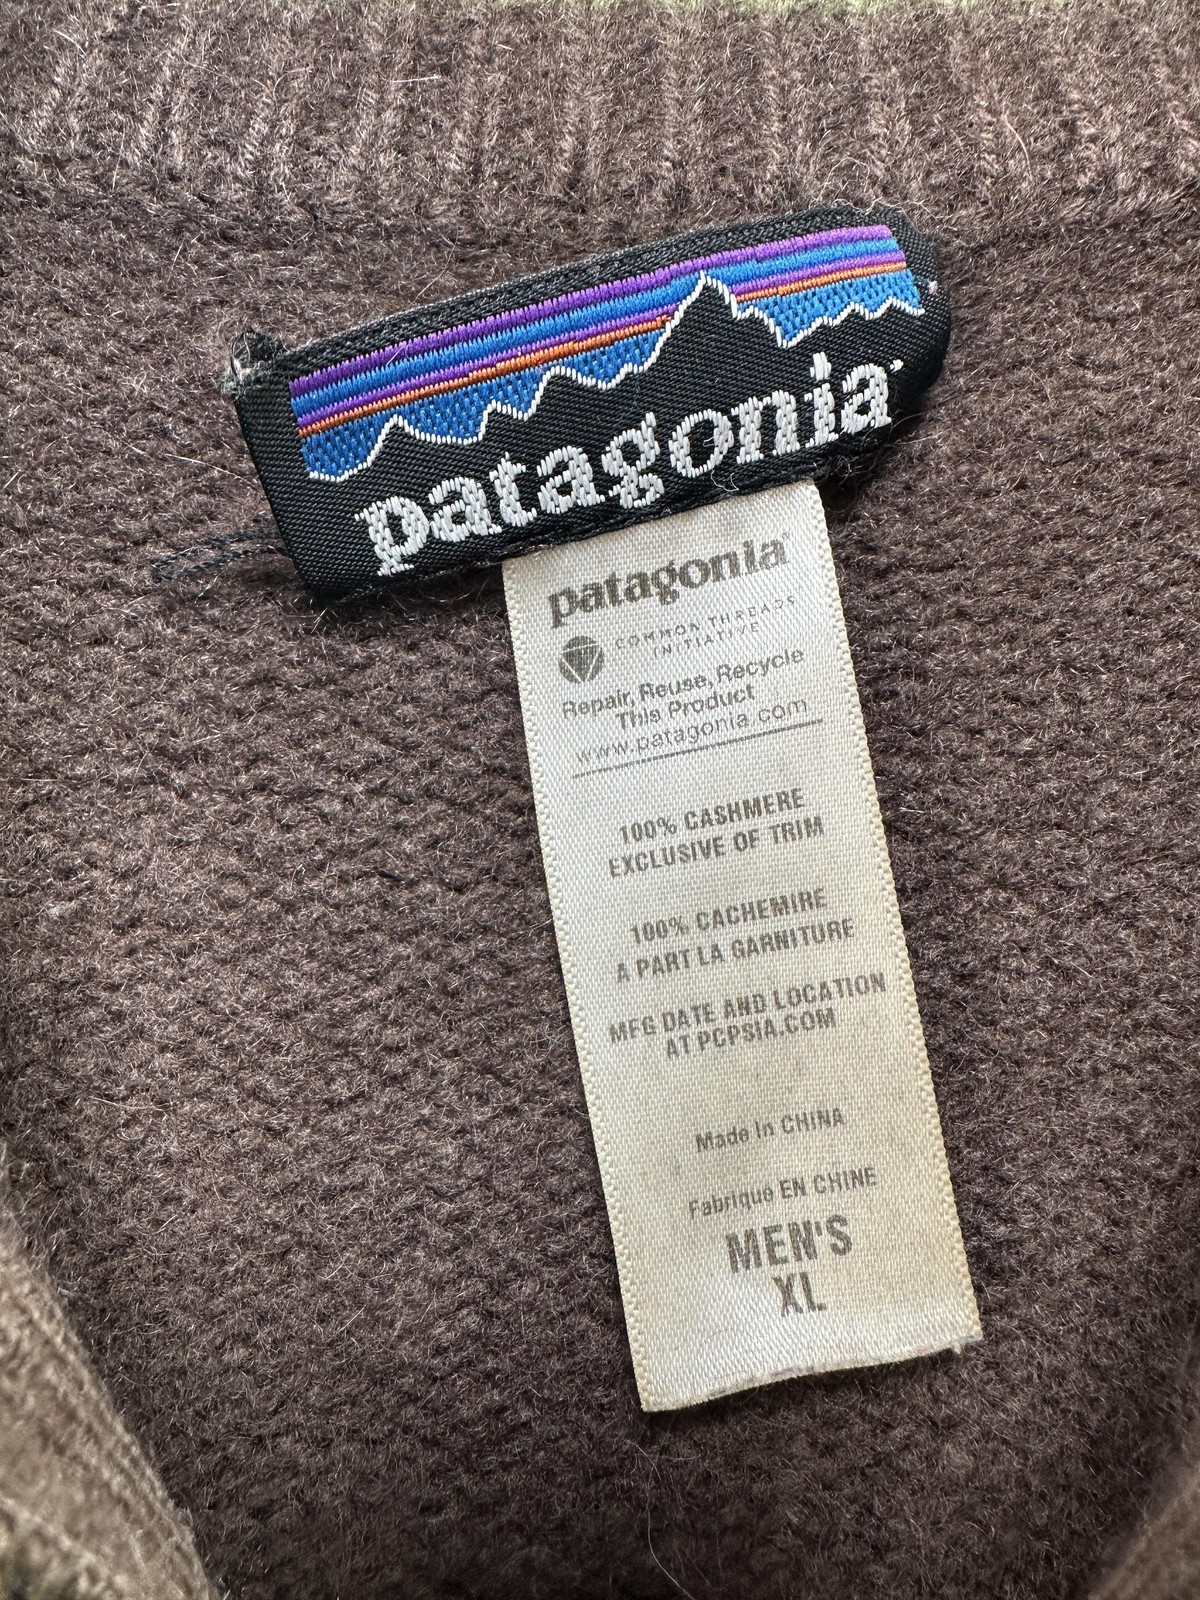 patagonia
patagonia
COMMON THREADS
INITIATIVE
Repair, Reuse, Recycle
This Product
www.patagonia.com
100% CASHMERE
EXCLUSIVE OF TRIM
100% CACHEMIRE
A PART LA GARNITURE
MFG DATE AND LOCATION
AT PCPSIA.COM
Made in CHINA
Fabriqué EN CHINE
MEN'S
XL